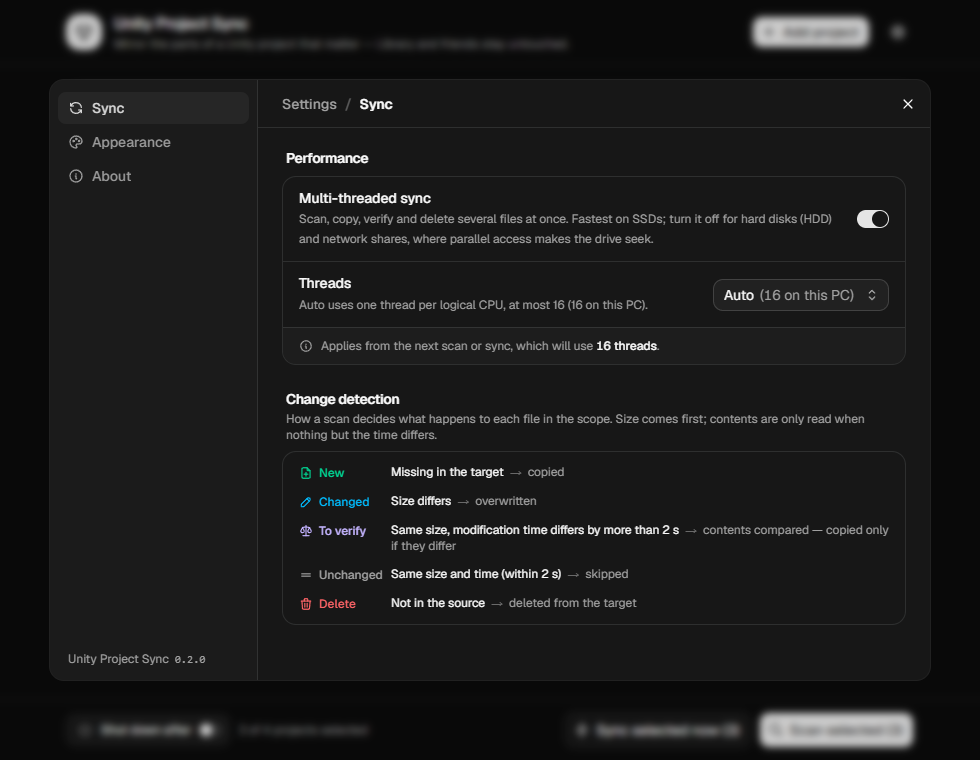 Unity Project Sync
Add project
Sync
Appearance
About
Unity Project Sync 0.2.0
Settings / Sync
Performance
Multi-threaded sync
Scan, copy, verify and delete several files at once. Fastest on SSDs; turn it off for hard disks (HDD)
and network shares, where parallel access makes the drive seek.
Threads
Auto uses one thread per logical CPU, at most 16 (16 on this PC).
Auto (16 on this PC)
Applies from the next scan or sync, which will use 16 threads.
Change detection
How a scan decides what happens to each file in the scope. Size comes first; contents are only read when
nothing but the time differs.
New Missing in the target → copied
Changed Size differs → overwritten
To verify Same size, modification time differs by more than 2 s → contents compared — copied only
if they differ
Unchanged Same size and time (within 2 s) → skipped
Delete Not in the source → deleted from the target